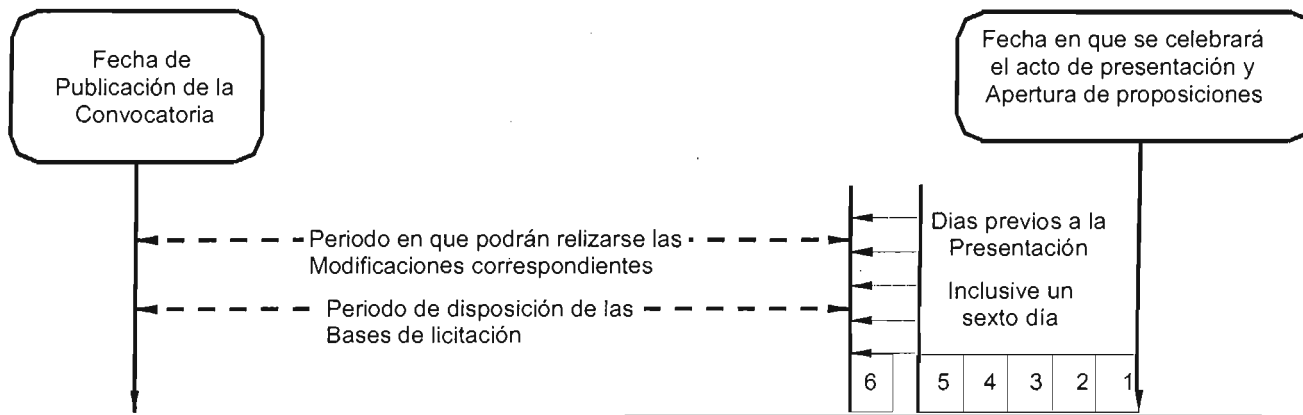 Fecha de
Publicación de la
Convocatoria
Fecha en que se celebrará
el acto de presentación y
Apertura de proposiciones
Periodo en que podrán relizarse las
Modificaciones correspondientes
Dias previos a la
Presentación
Periodo de disposición de las
Bases de licitación
Inclusive un
sexto día
6 5 4 3 2 1